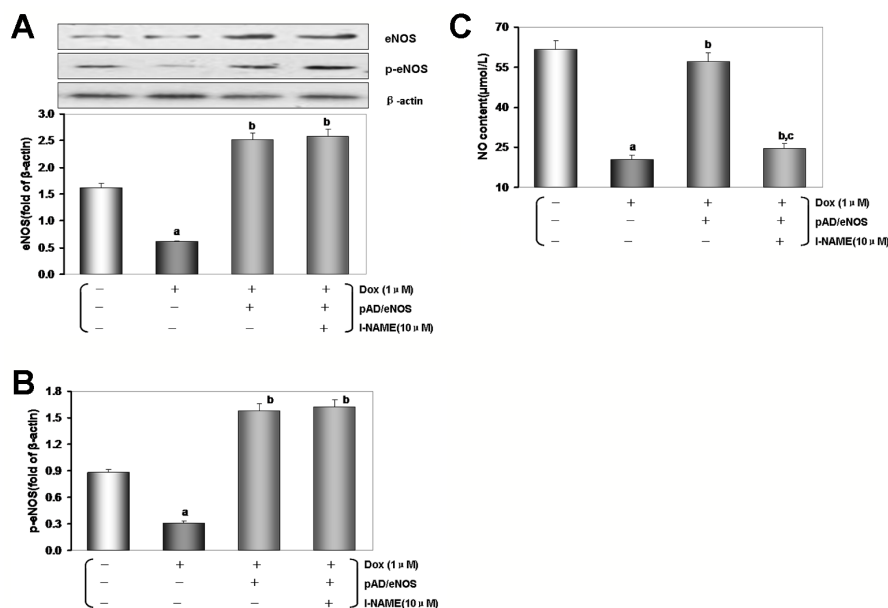 A
eNOS
p-eNOS
β -actin
eNOS(fold of β-actin)
3.0
2.5
2.0
1.5
1.0
0.5
0.0
a
b
b
– + + + Dox (1 μ M)
– – + + pAD/eNOS
– – – + l-NAME(10 μ M)
B
p-eNOS(fold of β-actin)
1.8
1.5
1.2
0.9
0.6
0.3
0.0
a
b
b
– + + + Dox (1 μ M)
– – + + pAD/eNOS
– – – + l-NAME(10 μ M)
C
NO content(μmol/L)
70
55
40
25
10
a
b
b,c
– + + + Dox (1 μ M)
– – + + pAD/eNOS
– – – + l-NAME(10 μ M)